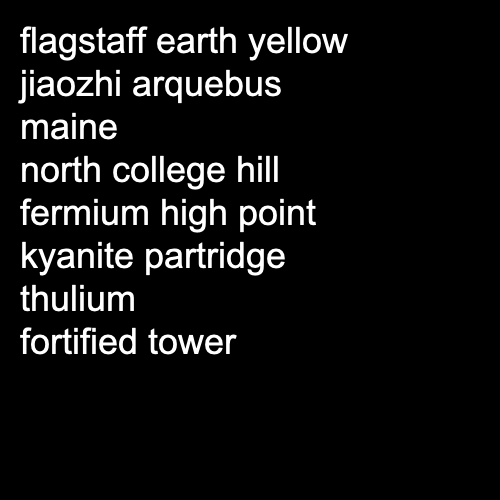 flagstaff earth yellow
jiaozhi arquebus
maine
north college hill
fermium high point
kyanite partridge
thulium
fortified tower